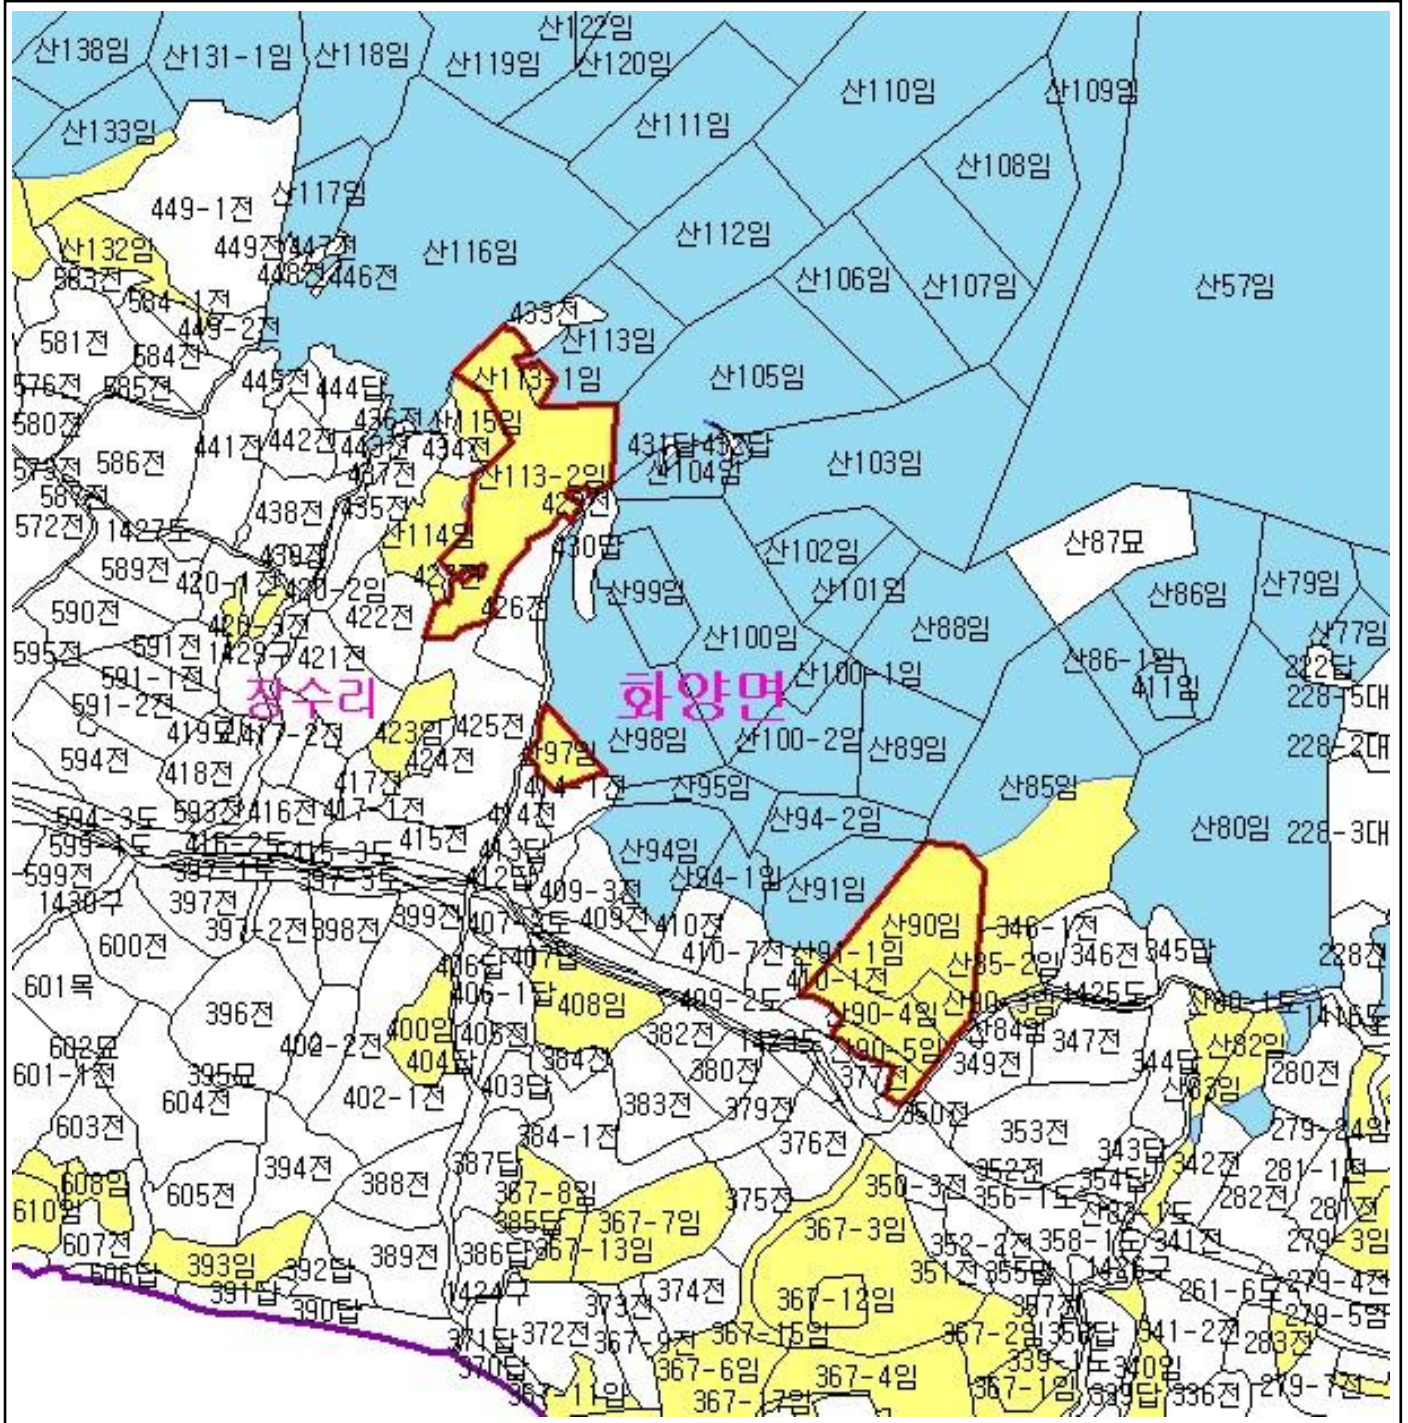 산122임
산138임
산131-1임
산118임
산119임
산120임
산110임
산109임
산133임
산111임
산108임
산117임
449-1전
산132임
449전
447전
산116임
산112임
583전
448전
446전
산106임
산107임
산57임
584-1전
449-2전
433전
581전
584전
산113임
576전
585전
445전
444답
산113-1임
산105임
580전
436전
산115임
441전
442전
443전
434전
431답
432답
573전
586전
437전
산113-2임
산104임
산103임
587전
572전
1427도
438전
435전
산114임
430답
산102임
산87묘
589전
439전
산79임
420-1전
420-2임
427전
산99임
산101임
산86임
590전
422전
426전
산100임
산88임
산77임
595전
591전
421전
산100-1임
산86-1임
222답
591-1전
장수리
화양면
411임
228-5대
591-2전
419묘
417-2전
423임
425전
산98임
산100-2임
산89임
228-2대
594전
418전
424전
산97임
417전
414-1전
산95임
산85임
594-3도
593전
416전
417-1전
414전
산94-2임
산80임
228-3대
415전
413답
산94임
599전
산94-1임
산91임
1430구
397전
409-3전
397-2전
398전
399전
409전
410전
산90임
346-1전
600전
410-7전
산91-1임
산85-2임
346전
345답
228전
601목
406-1답
408임
409-2도
410-1전
산90-3임
1425도
산80-1도
1416도
396전
400임
405전
382전
산90-4임
산84임
602묘
402-2전
404답
384전
산90-5임
349전
347전
344답
산82임
601-1전
395묘
403답
380전
산83임
280전
604전
402-1전
383전
379전
350전
603전
384-1전
376전
353전
343답
279-24임
394전
387답
352전
354답
342전
281-1전
608임
605전
388전
367-8임
375전
350-3전
356-1도
282전
281전
610임
385답
367-7임
367-3임
산82-1도
607전
389전
386답
367-13임
352-2전
358-1도
341전
279-3임
606답
393임
392답
351전
355답
1426구
279-4전
391답
1424구
374전
367-12임
261-6도
390답
373전
357전
279-5임
371답
372전
367-9전
367-15임
367-2임
341-2전
283전
370답
367-6임
367-4임
339-1도
340임
367-11임
367-17임
367-1임
339답
336전
279-7전